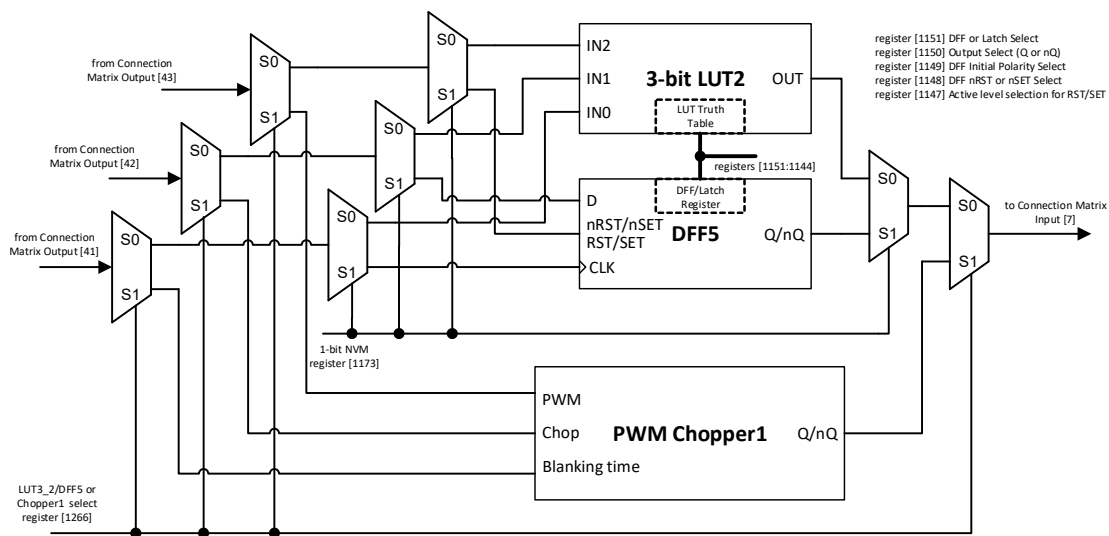 S0
S1
from Connection
Matrix Output [43]
S0
S1
from Connection
Matrix Output [42]
S0
S1
from Connection
Matrix Output [41]
S0
S1
S0
S1
S0
S1
IN2
IN1
IN0
3-bit LUT2
OUT
LUT Truth
Table
registers [1151:1144]
DFF/Latch
Register
D
nRST/nSET
RST/SET
CLK
DFF5
Q/nQ
register [1151] DFF or Latch Select
register [1150] Output Select (Q or nQ)
register [1149] DFF Initial Polarity Select
register [1148] DFF nRST or nSET Select
register [1147] Active level selection for RST/SET
S0
S1
S0
S1
to Connection Matrix
Input [7]
1-bit NVM
register [1173]
PWM
Chop
Blanking time
PWM Chopper1
Q/nQ
LUT3_2/DFF5 or
Chopper1 select
register [1266]